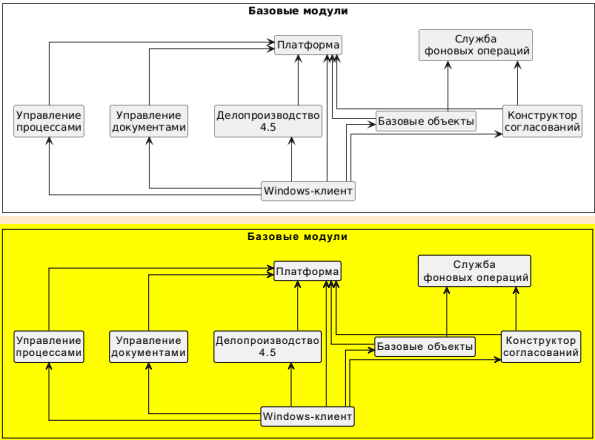 Базовые модули
Платформа
Служба
фоновых операций
Управление
процессами
Управление
документами
Делопроизводство
4.5
Базовые объекты
Конструктор
согласований
Windows-клиент
Базовые модули
Платформа
Служба
фоновых операций
Управление
процессами
Управление
документами
Делопроизводство
4.5
Базовые объекты
Конструктор
согласований
Windows-клиент